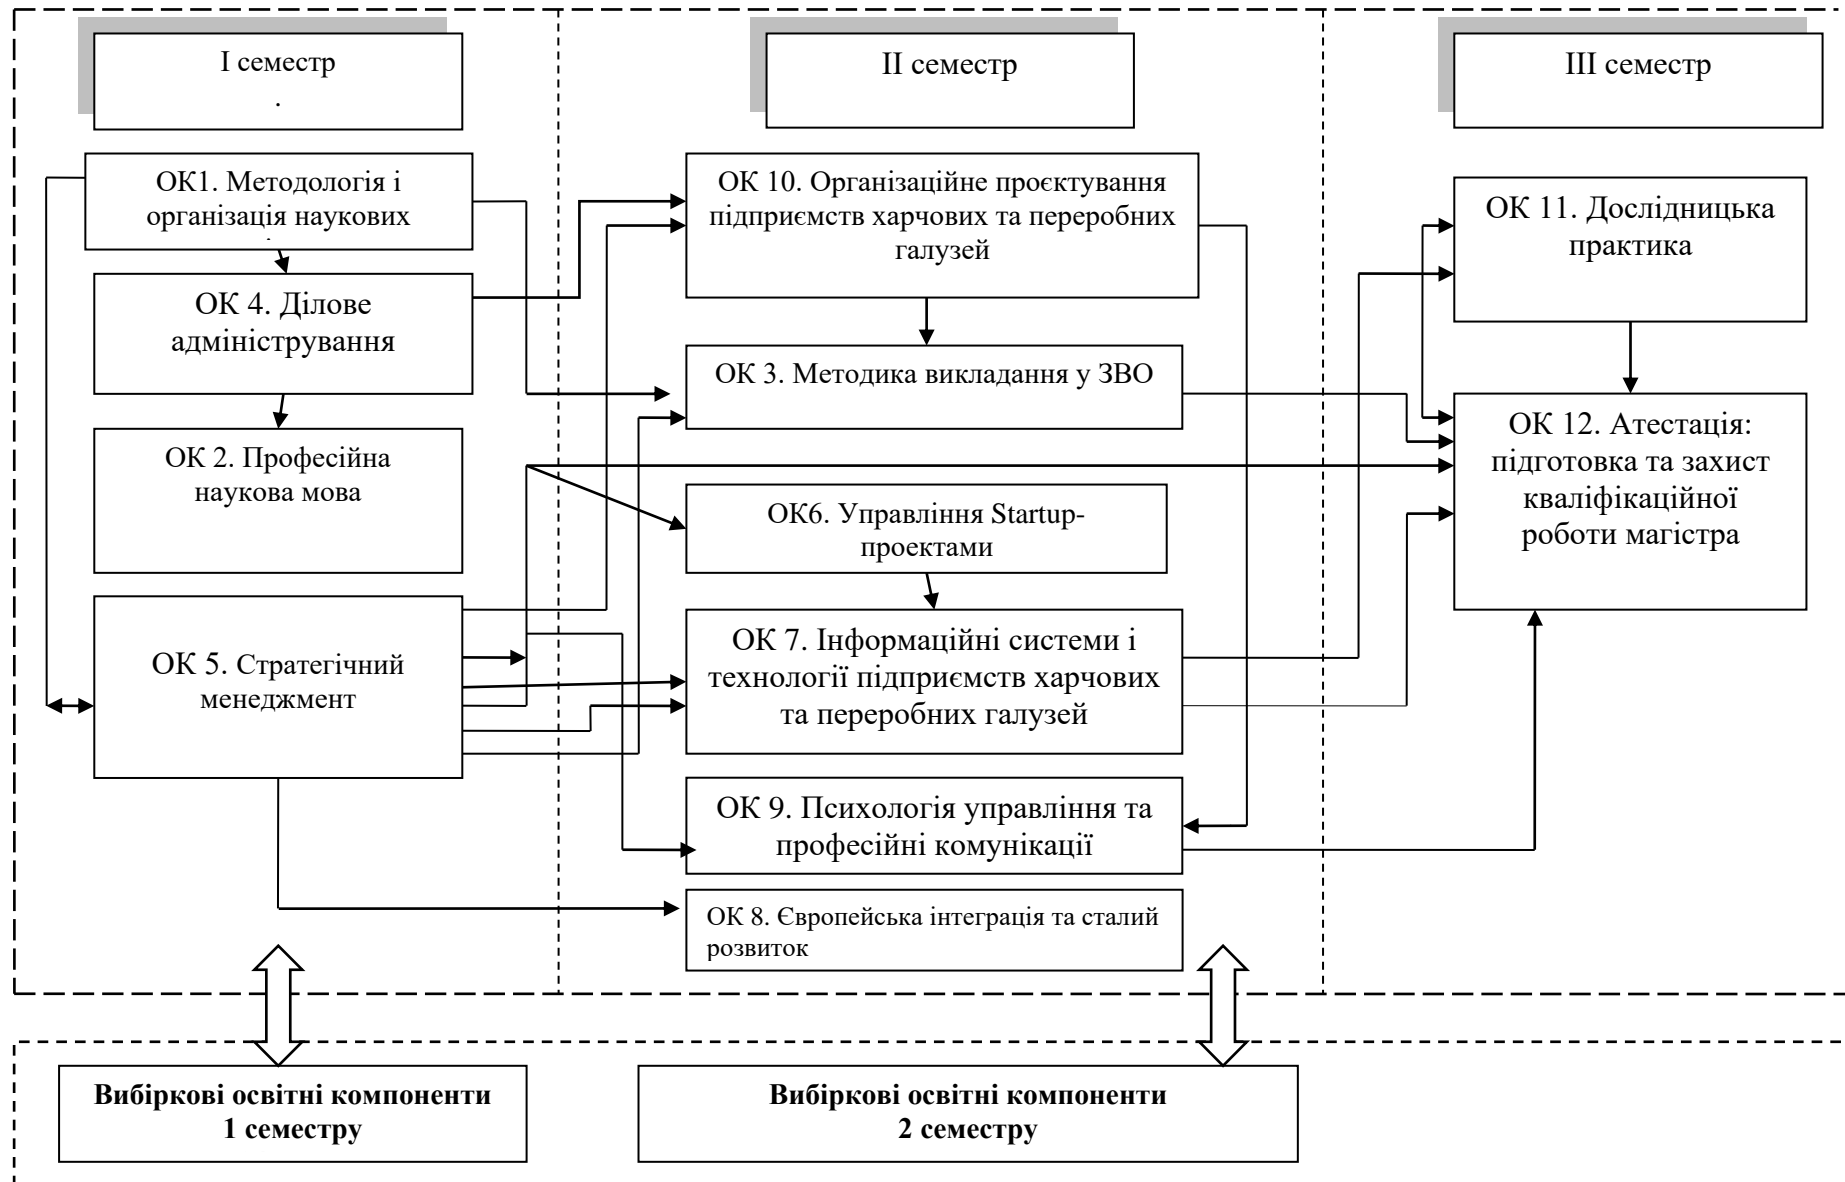 І семестр
.
ІІ семестр
ІІІ семестр
ОК1. Методологія і
організація наукових
ОК 4. Ділове
адміністрування
ОК 2. Професійна
наукова мова
ОК 5. Стратегічний
менеджмент
ОК 10. Організаційне проєктування
підприємств харчових та переробних
галузей
ОК 3. Методика викладання у ЗВО
ОК6. Управління Startup-
проектами
ОК 7. Інформаційні системи і
технології підприємств харчових
та переробних галузей
ОК 9. Психологія управління та
професійні комунікації
ОК 8. Європейська інтеграція та сталий
розвиток
ОК 11. Дослідницька
практика
ОК 12. Атестація:
підготовка та захист
кваліфікаційної
роботи магістра
Вибіркові освітні компоненти
1 семестру
Вибіркові освітні компоненти
2 семестру